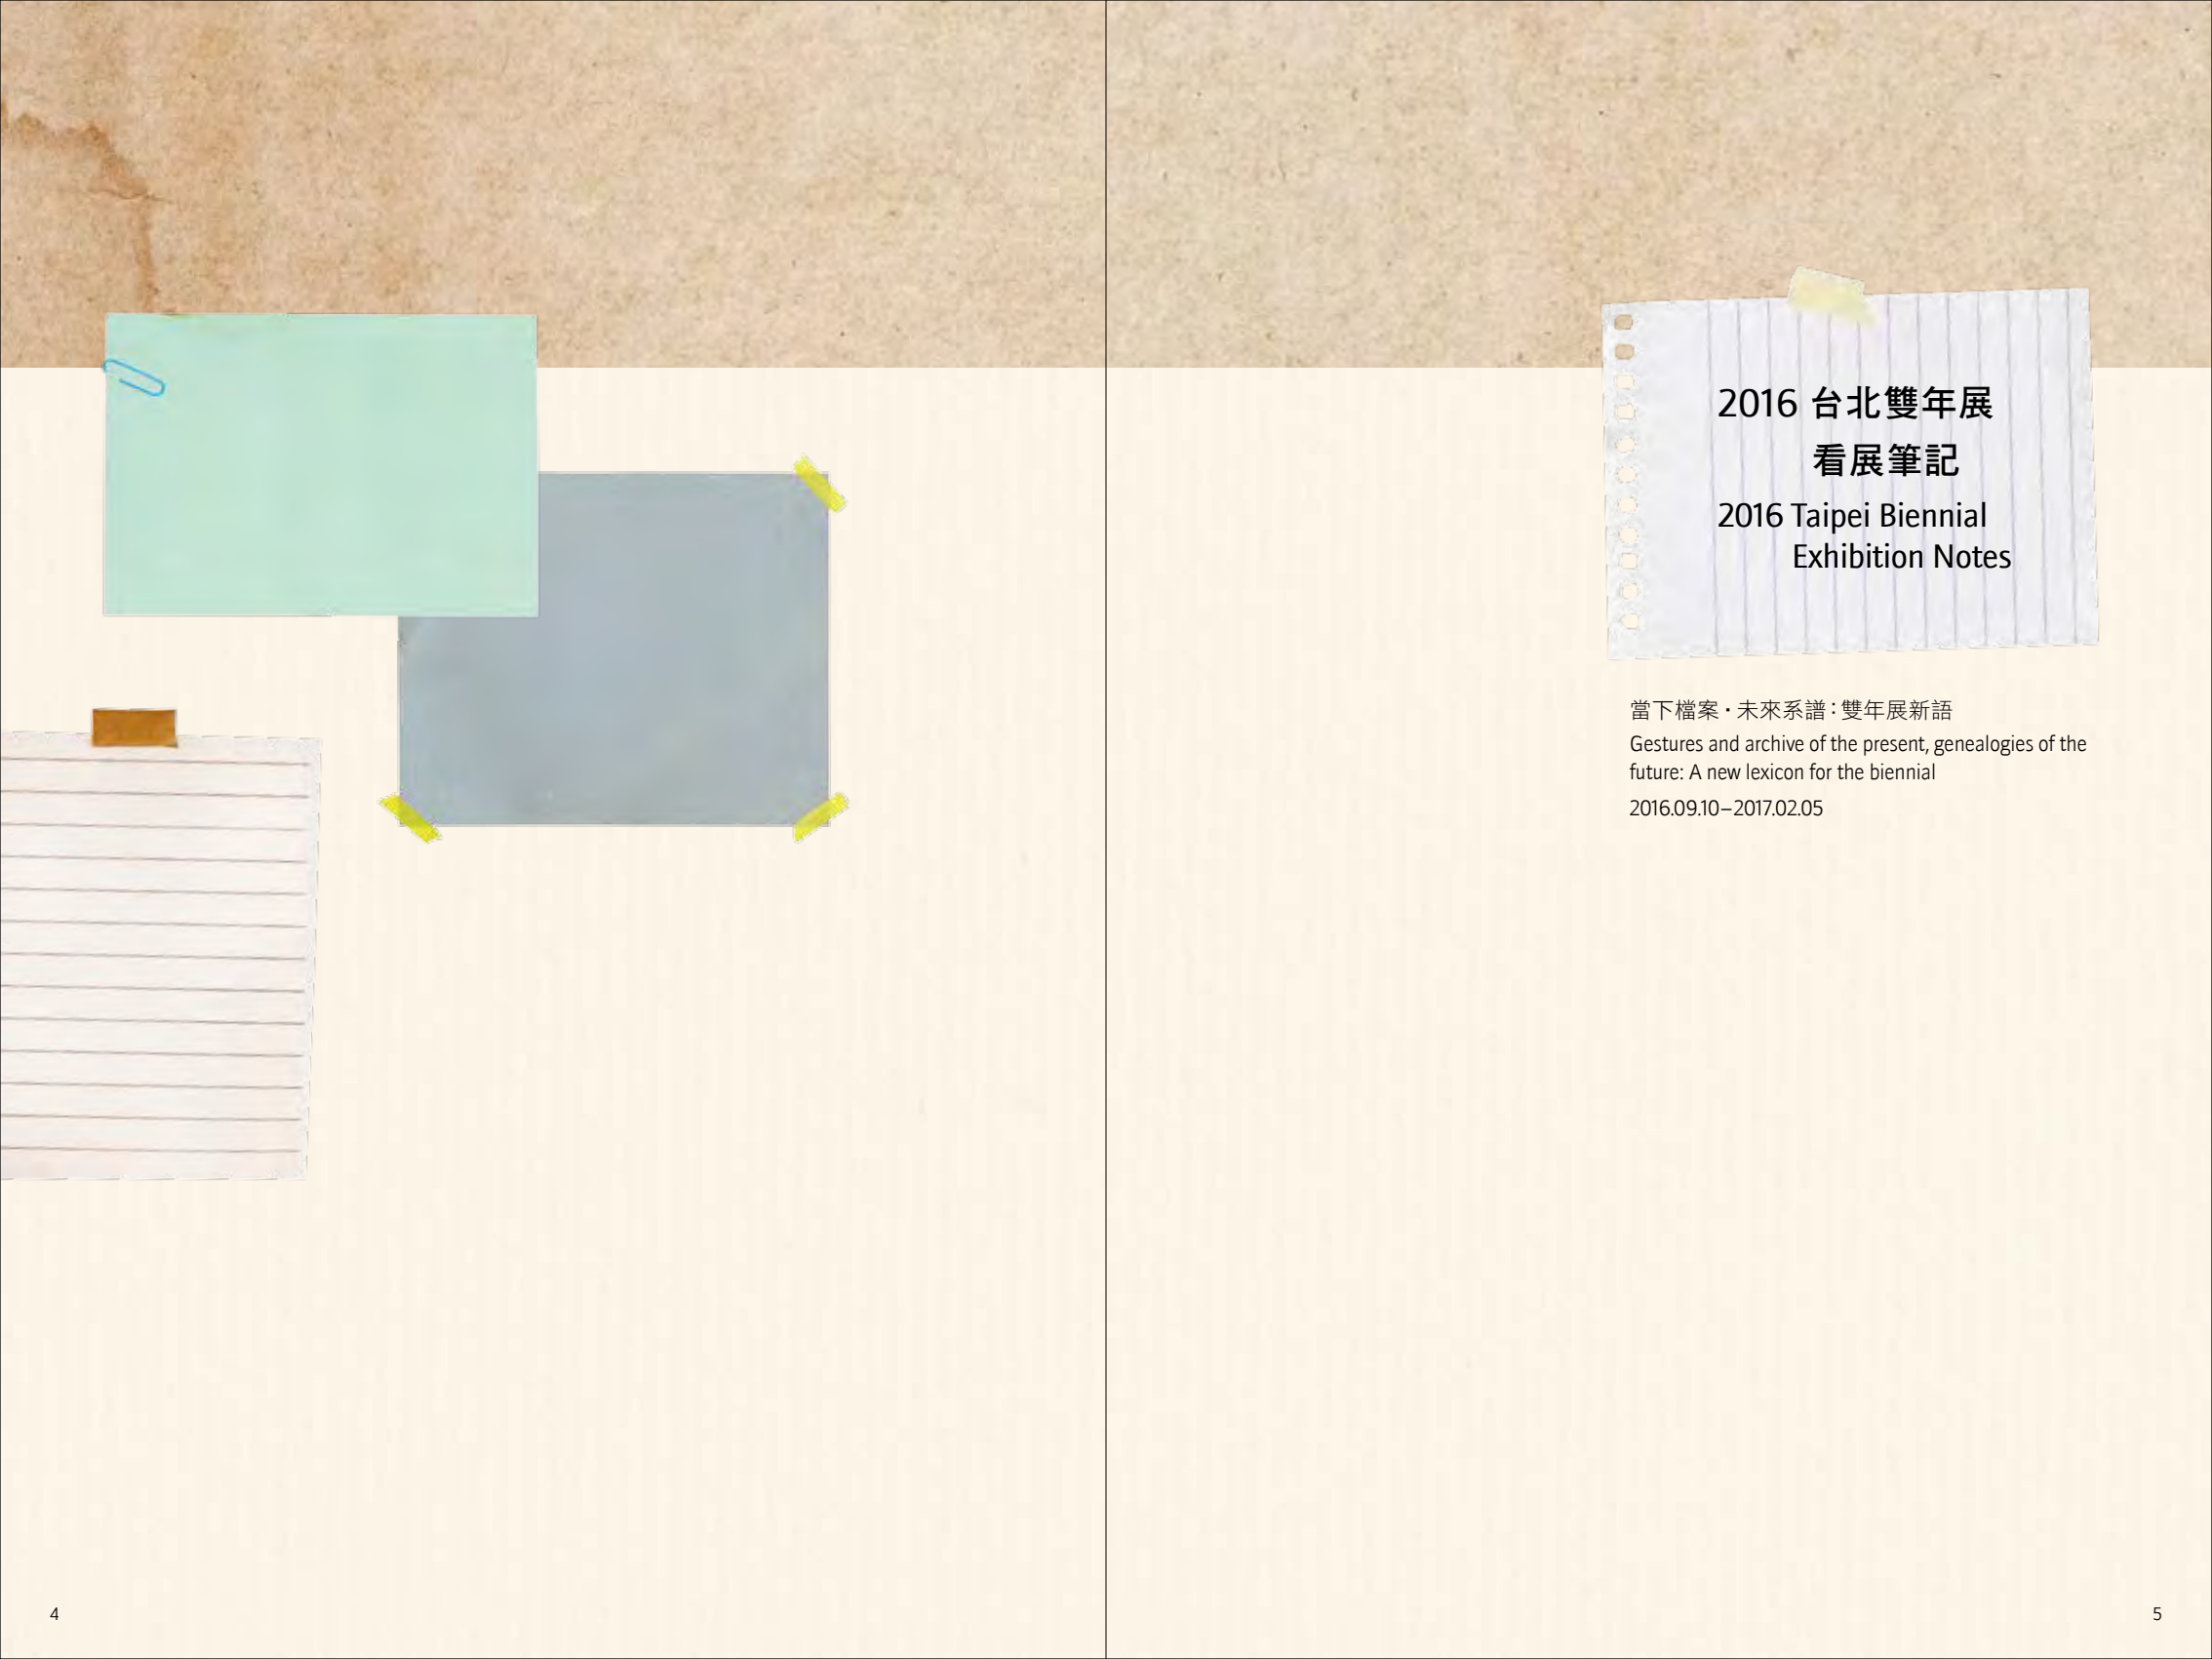 2016 台北雙年展
看展筆記
2016 Taipei Biennial
Exhibition Notes
當下檔案・未來系譜：雙年展新語
Gestures and archive of the present, genealogies of the
future: A new lexicon for the biennial
2016.09.10–2017.02.05
4
5